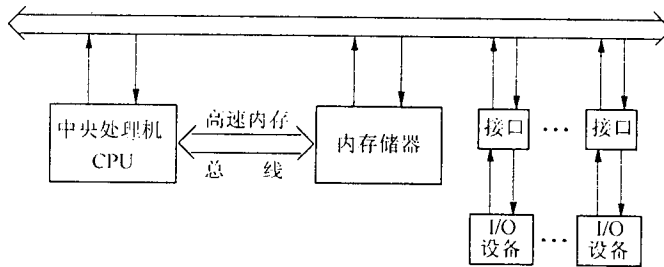 中央处理机
CPU
高速内存
总 线
内存储器
接口
...
接口
I/O
设备
...
I/O
设备